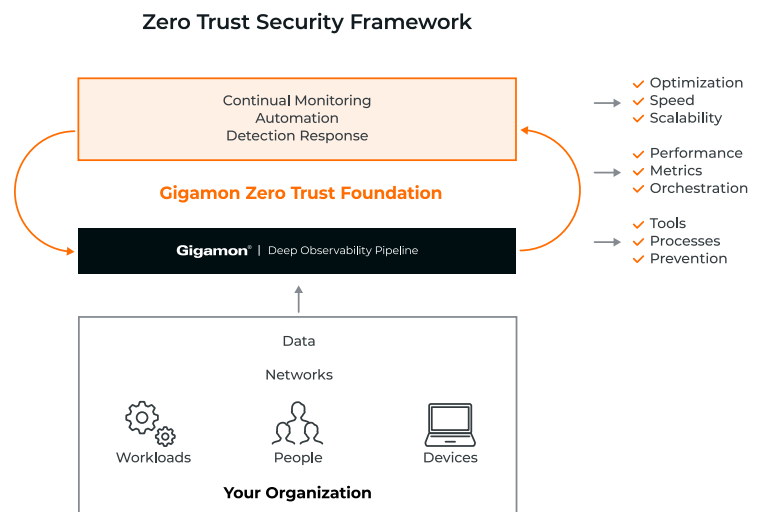 Zero Trust Security Framework
Continual Monitoring
Automation
Detection Response
Optimization
Speed
Scalability
Gigamon Zero Trust Foundation
Performance
Metrics
Orchestration
Gigamon® | Deep Observability Pipeline
Tools
Processes
Prevention
Data
Networks
Workloads
People
Devices
Your Organization